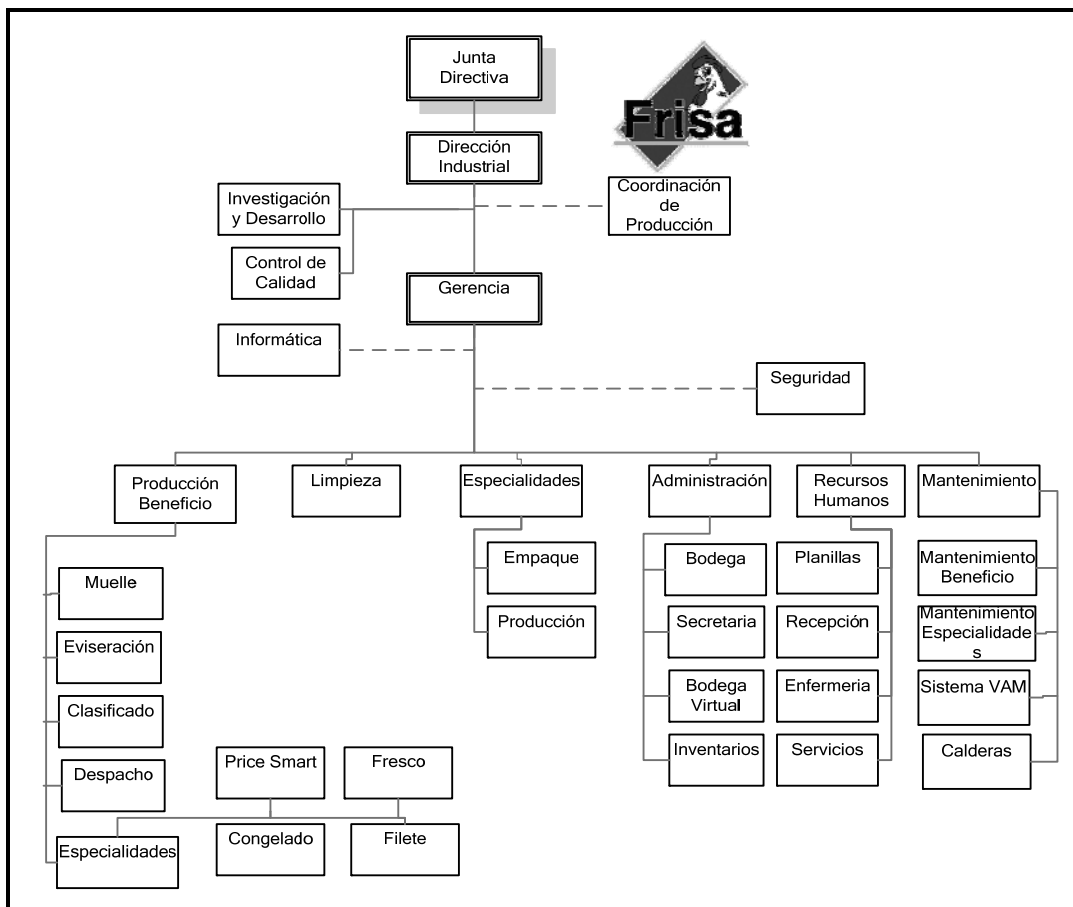 Junta
Directiva
Frisa
Dirección
Industrial
Investigación
y Desarrollo
Coordinación
de
Producción
Control de
Calidad
Gerencia
Informática
Seguridad
Producción
Beneficio
Limpieza
Especialidades
Administración
Recursos
Humanos
Mantenimiento
Muelle
Eviseración
Clasificado
Despacho
Especialidades
Price Smart
Fresco
Congelado
Filete
Empaque
Producción
Bodega
Secretaria
Bodega
Virtual
Inventarios
Planillas
Recepción
Enfermeria
Servicios
Mantenimiento
Beneficio
Mantenimiento
Especialidade
s
Sistema VAM
Calderas